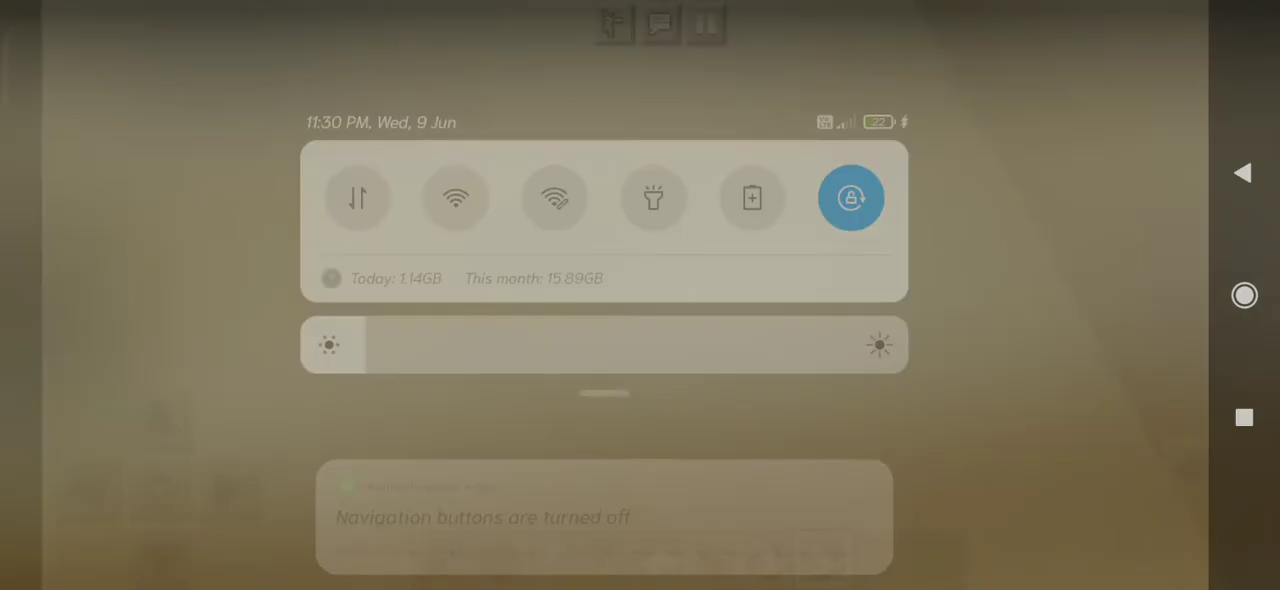 11:30 PM, Wed, 9 Jun
22
Today: 1.14GB This month: 15.89GB
Navigation buttons are turned off